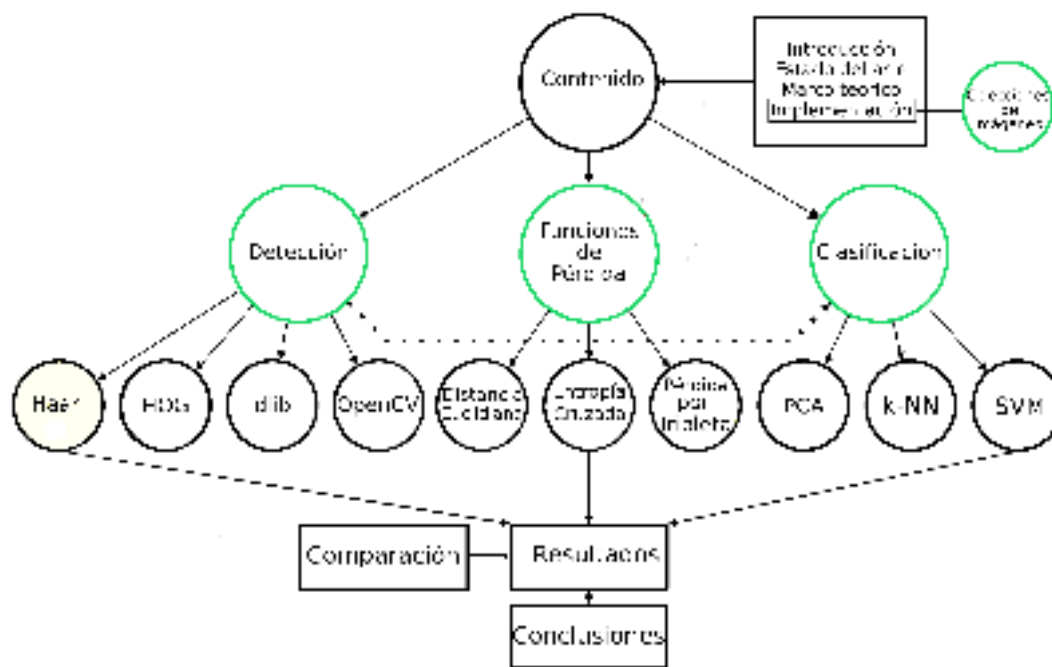 Contenido
Introducción
Estado del arte
Marco teórico
Implementación
Colecciones
de
imágenes
Detección
Funciones
de
Pérdida
Clasificación
Haar
HOG
dlib
OpenCV
Distancia
Euclidiana
Entropía
Cruzada
Pérdida
por
Tripleta
PCA
k-NN
SVM
Comparación
Resultados
Conclusiones